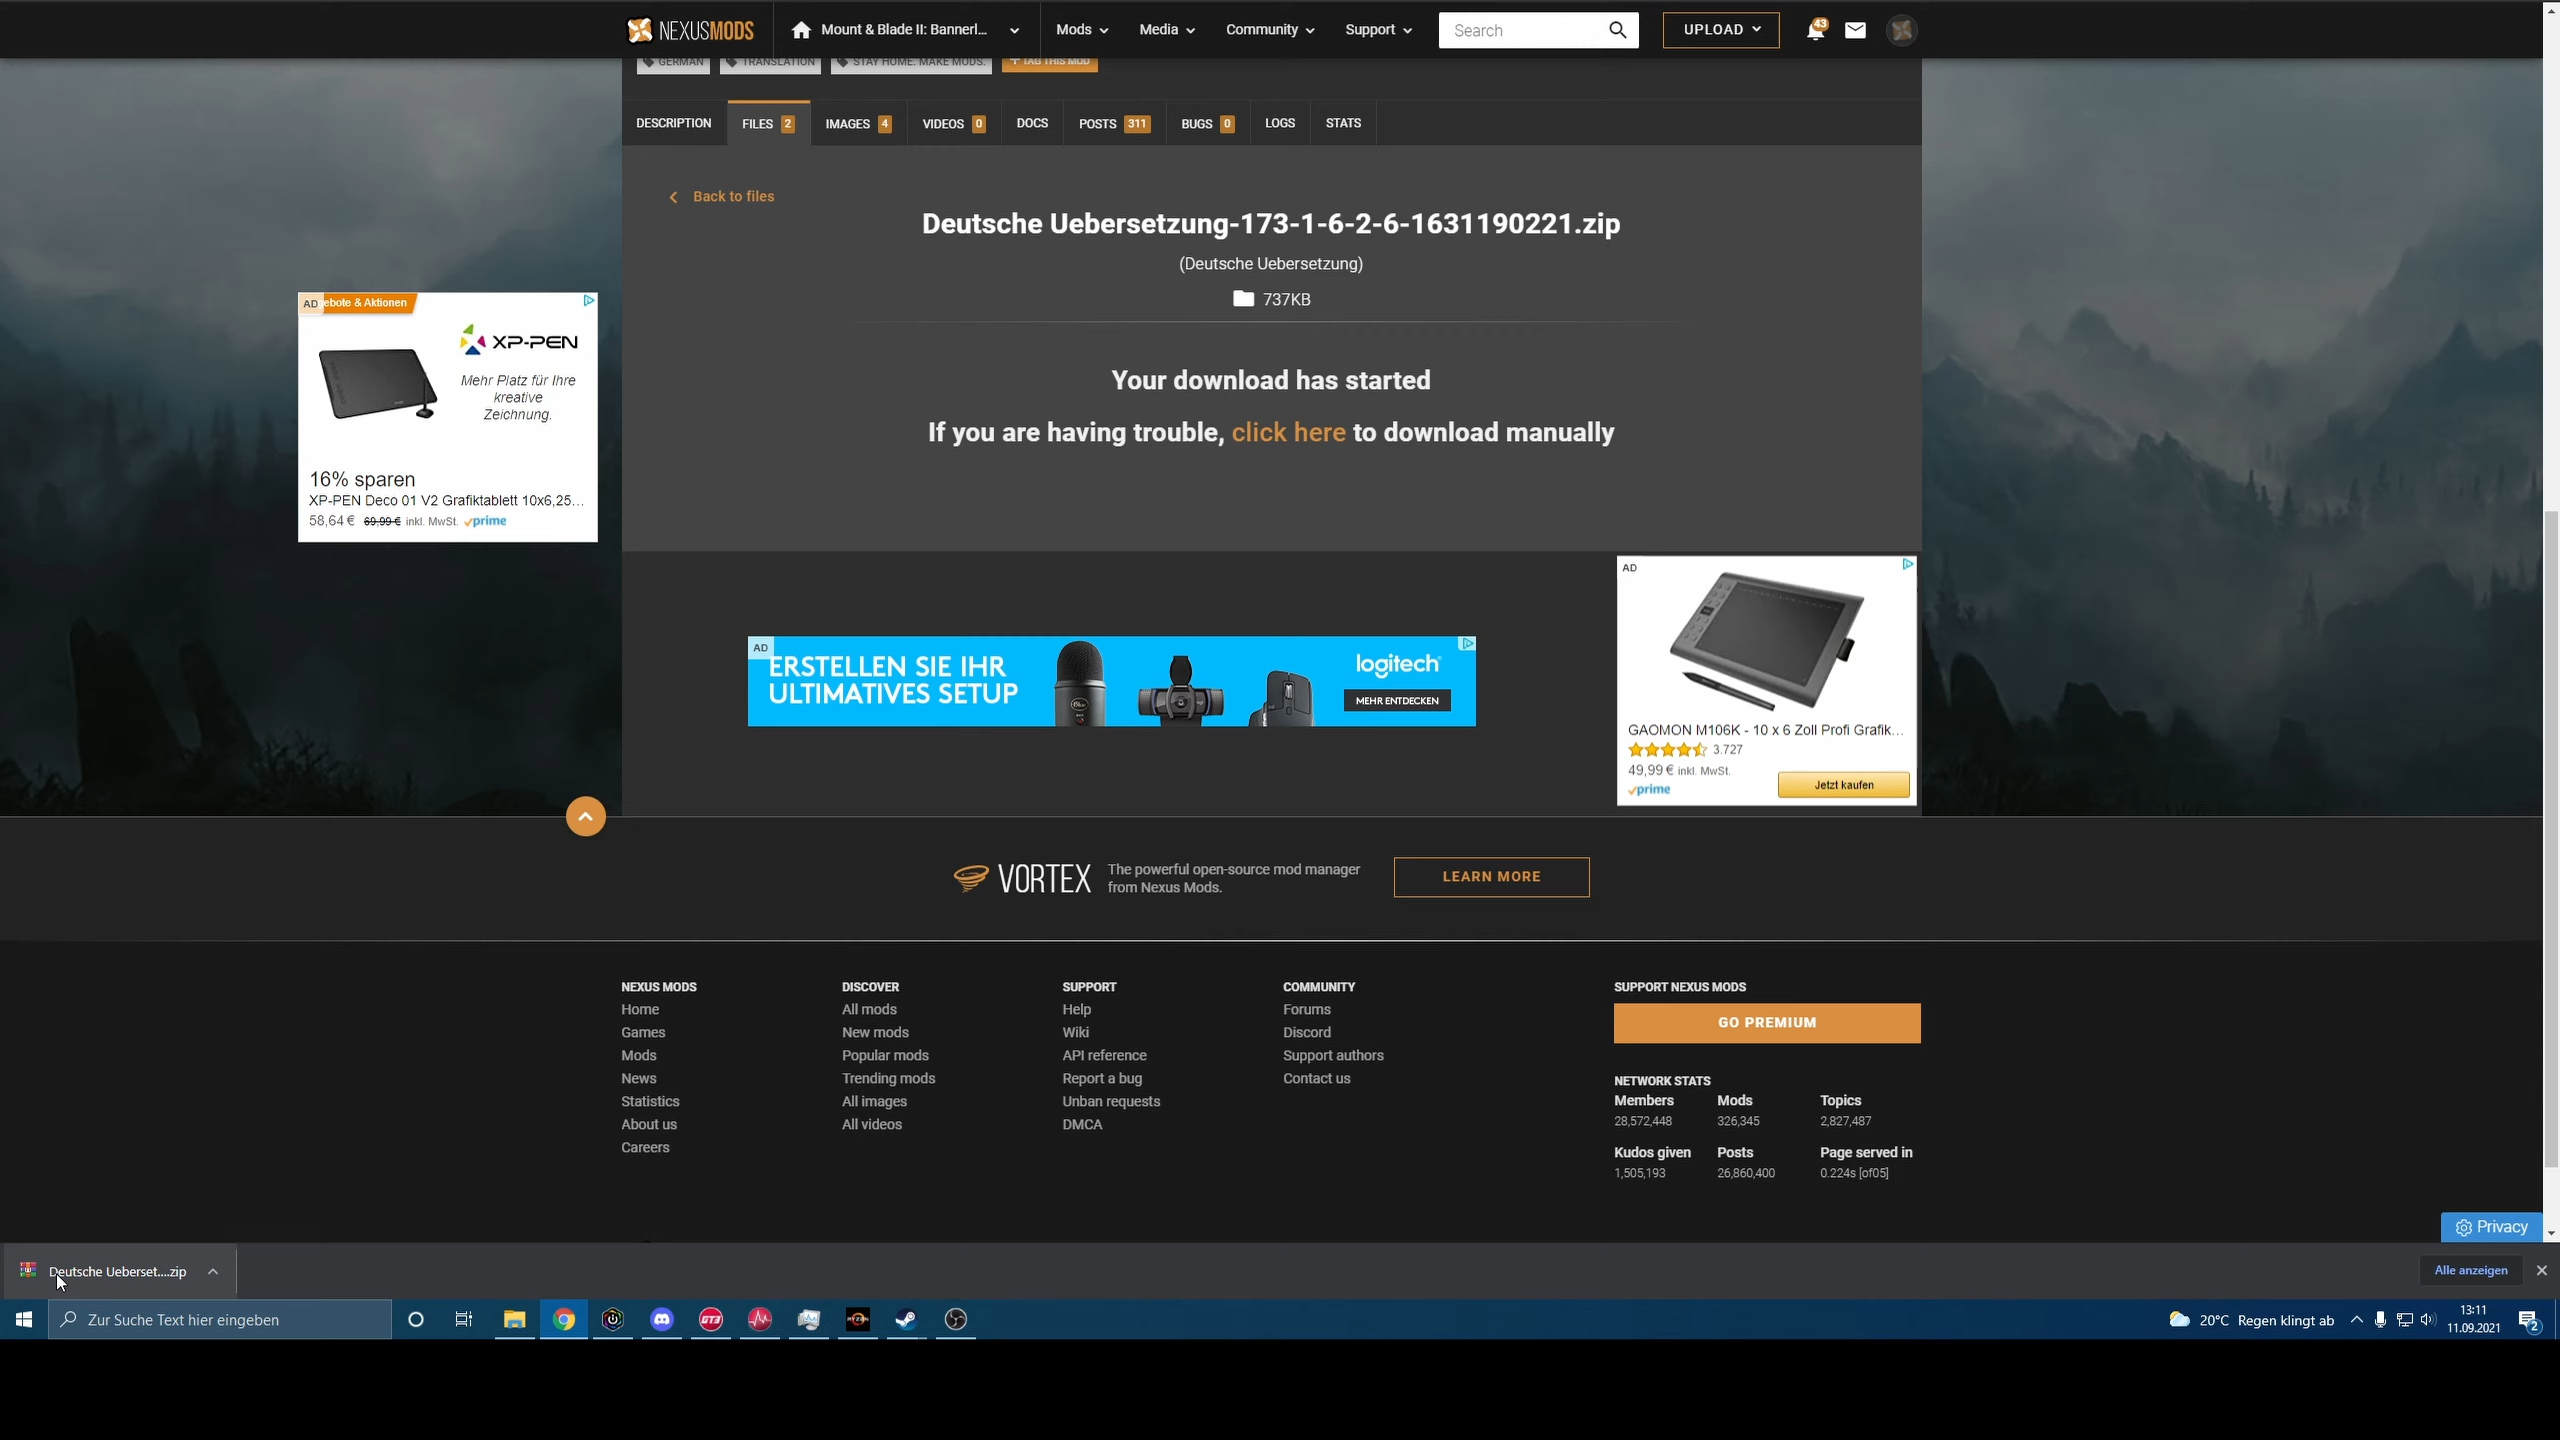 NEXUSMODS
Mount & Blade II: Bannerl...
Mods
Media
Community
Support
Search
UPLOAD
43
GERMAN
TRANSLATION
STAY HOME. MAKE MODS.
+ TAG THIS MOD
DESCRIPTION
FILES 2
IMAGES 4
VIDEOS 0
DOCS
POSTS 311
BUGS 0
LOGS
STATS
Back to files
Deutsche Uebersetzung-173-1-6-2-6-1631190221.zip
(Deutsche Uebersetzung)
737KB
Your download has started
If you are having trouble, click here to download manually
AD
ebote & Aktionen
XP-PEN
Mehr Platz für Ihre
kreative
Zeichnung.
16% sparen
XP-PEN Deco 01 V2 Grafiktablett 10x6,25...
58,64 € 69,99 € inkl. MwSt. prime
AD
ERSTELLEN SIE IHR
ULTIMATIVES SETUP
logitech
MEHR ENTDECKEN
AD
GAOMON M106K - 10 x 6 Zoll Profi Grafik...
3.727
49,99 € inkl. MwSt.
prime
Jetzt kaufen
VORTEX
The powerful open-source mod manager
from Nexus Mods.
LEARN MORE
NEXUS MODS
Home
Games
Mods
News
Statistics
About us
Careers
DISCOVER
All mods
New mods
Popular mods
Trending mods
All images
All videos
SUPPORT
Help
Wiki
API reference
Report a bug
Unban requests
DMCA
COMMUNITY
Forums
Discord
Support authors
Contact us
SUPPORT NEXUS MODS
GO PREMIUM
NETWORK STATS
Members
28,572,448
Mods
326,345
Topics
2,827,487
Kudos given
1,505,193
Posts
26,860,400
Page served in
0.224s [of05]
Privacy
Deutsche Ueberset....zip
Alle anzeigen
Zur Suche Text hier eingeben
GT3
RYZEN
20°C Regen klingt ab
13:11
11.09.2021
2